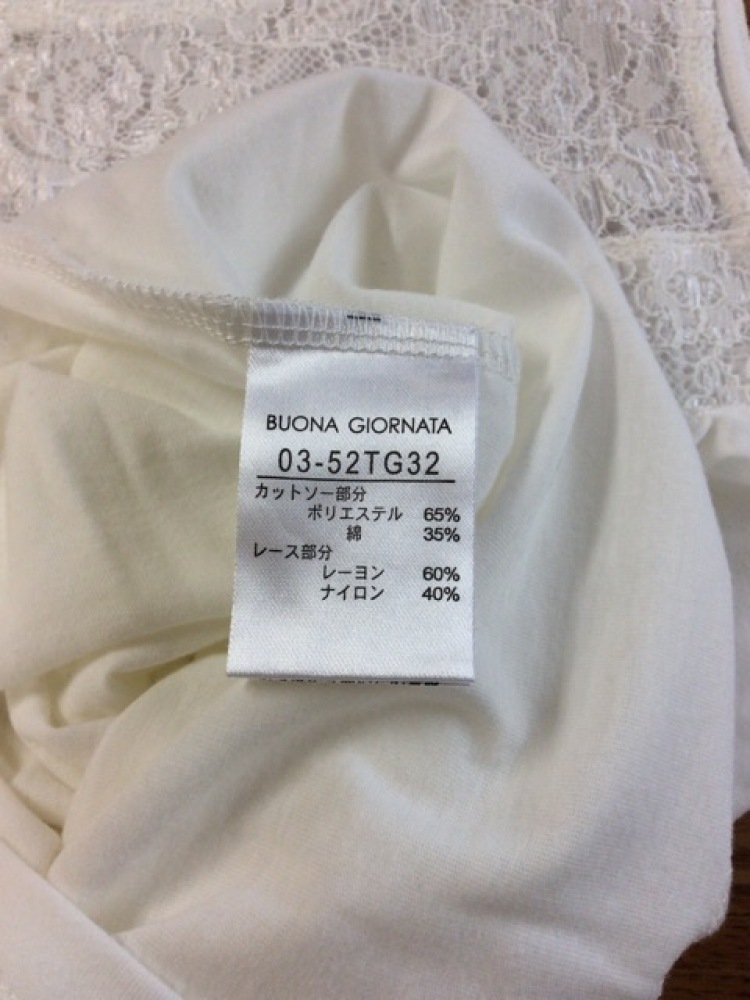 BUONA GIORNATA
03-52TG32
カットソー部分
ポリエステル 65%
綿 35%
レース部分
レーヨン 60%
ナイロン 40%